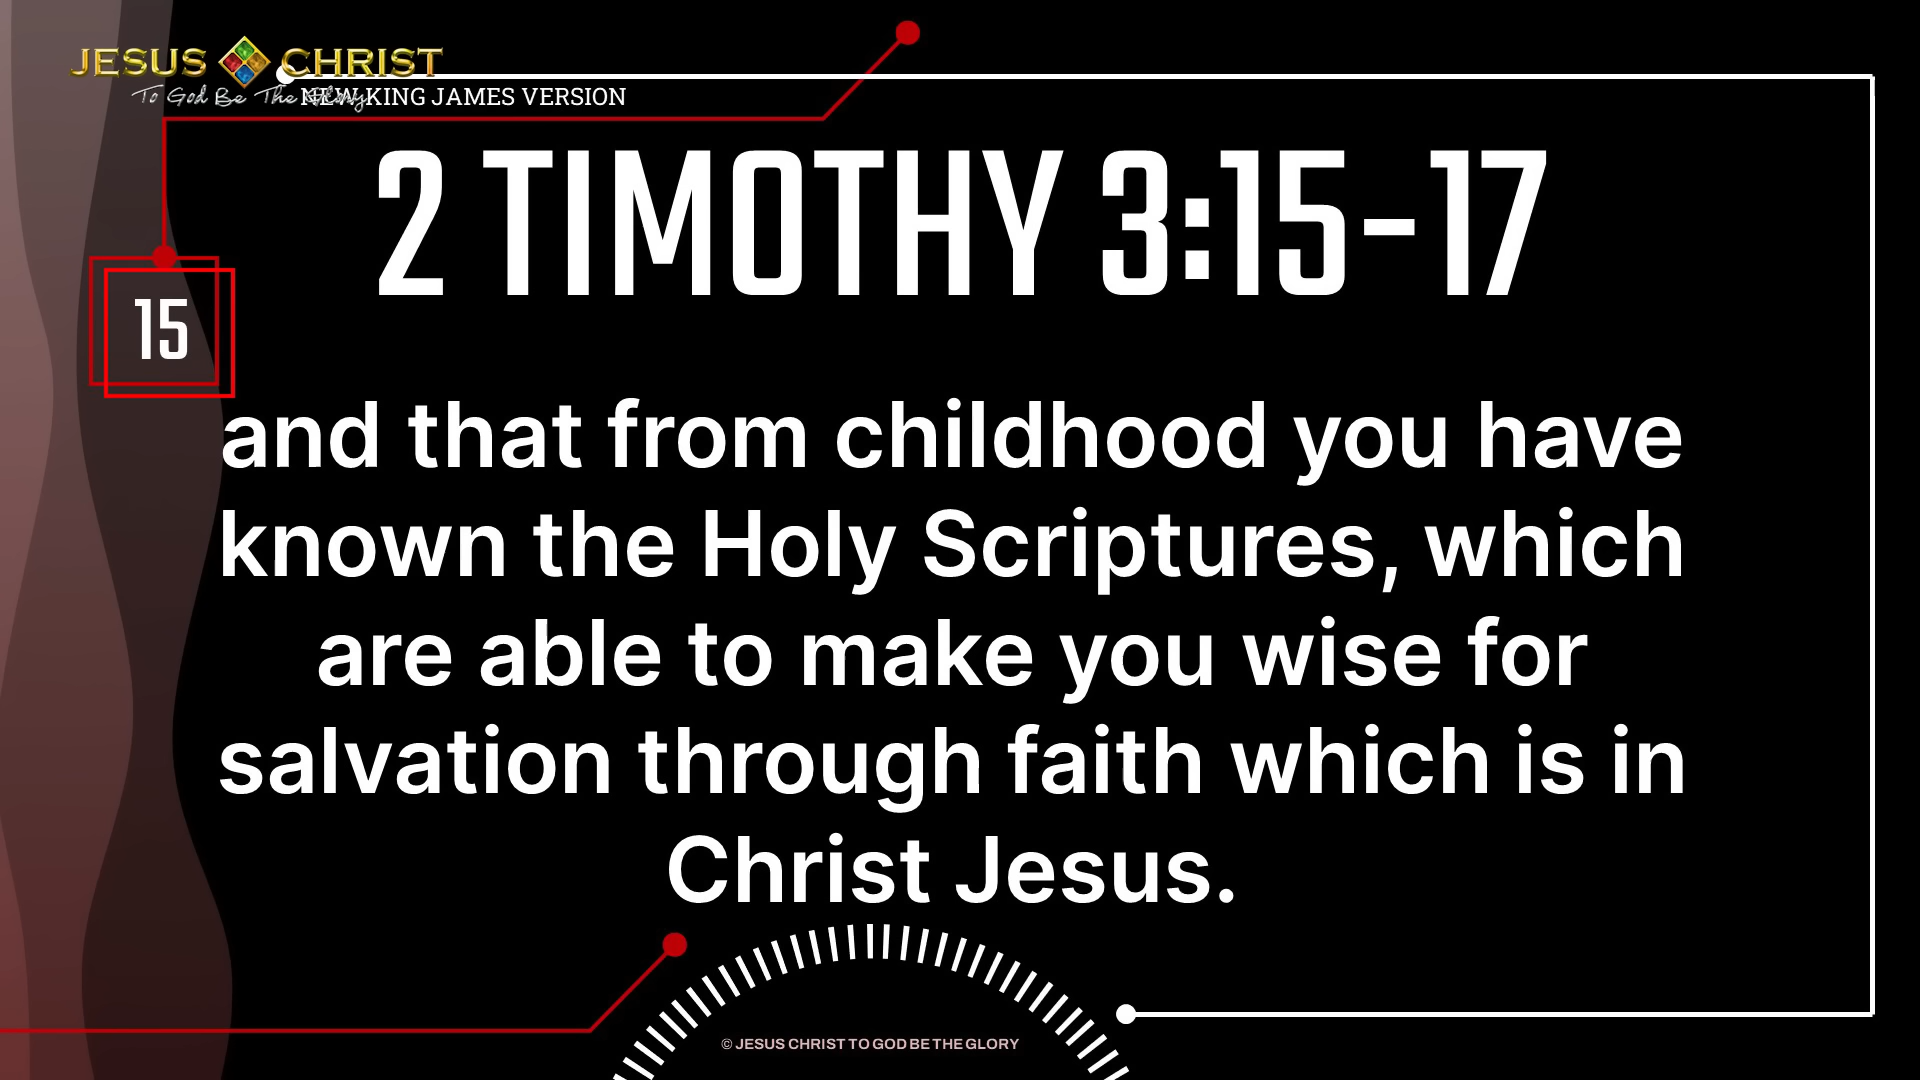 JESUS CHRIST
To God Be The Glory
NEW KING JAMES VERSION
2 TIMOTHY 3:15-17
15
and that from childhood you have
known the Holy Scriptures, which
are able to make you wise for
salvation through faith which is in
Christ Jesus.
© JESUS CHRIST TO GOD BE THE GLORY